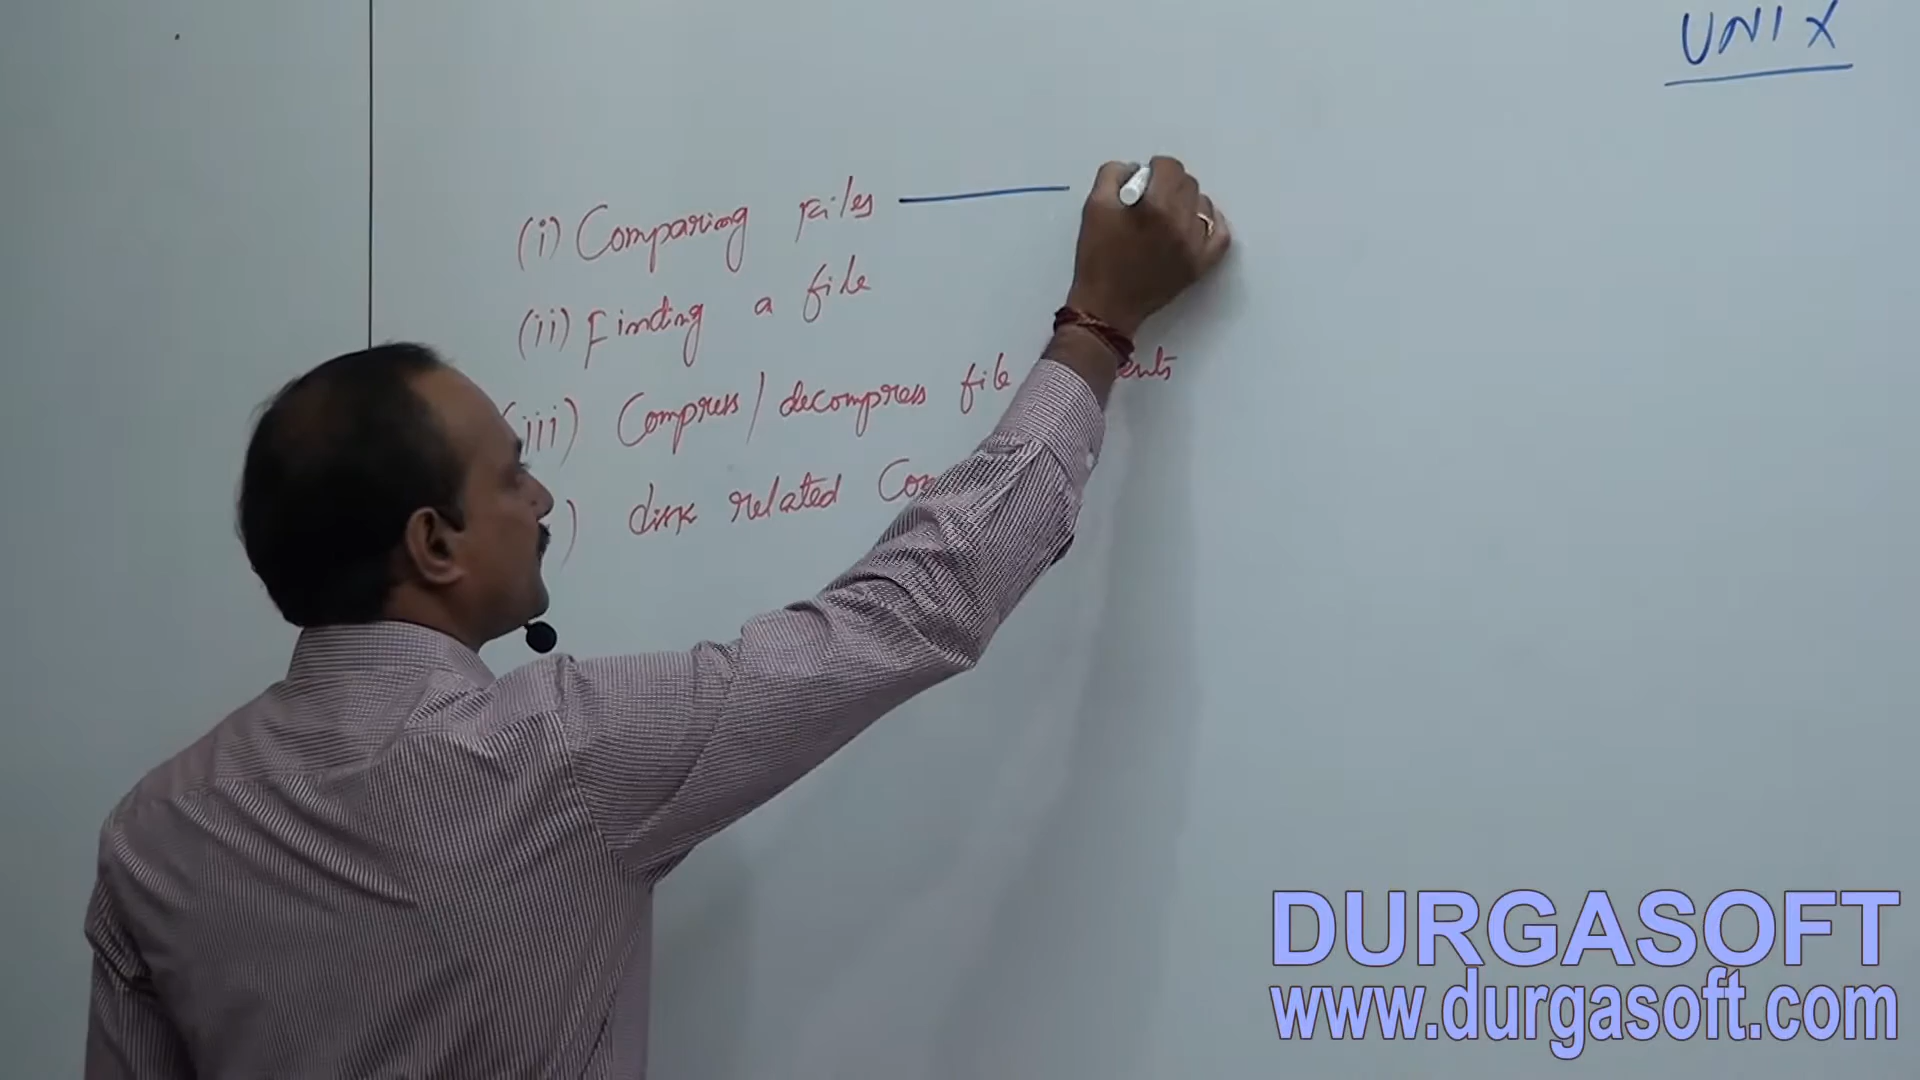 UNIX
(i) Comparing Files
(ii) Finding a file
(iii) Compress/decompress file
disk related
DURGASOFT
www.durgasoft.com